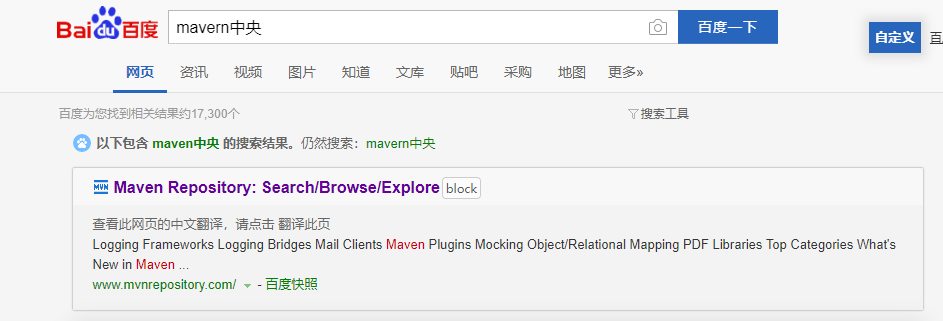 Bai du 百度 mavern中央 百度一下 自定义
网页 资讯 视频 图片 知道 文库 贴吧 采购 地图 更多»
百度为您找到相关结果约17,300个 搜索工具
以下包含 maven中央 的搜索结果。仍然搜索：mavern中央
MVN Maven Repository: Search/Browse/Explore block
查看此网页的中文翻译，请点击 翻译此页
Logging Frameworks Logging Bridges Mail Clients Maven Plugins Mocking Object/Relational Mapping PDF Libraries Top Categories What's
New in Maven ...
www.mvnrepository.com/ - 百度快照